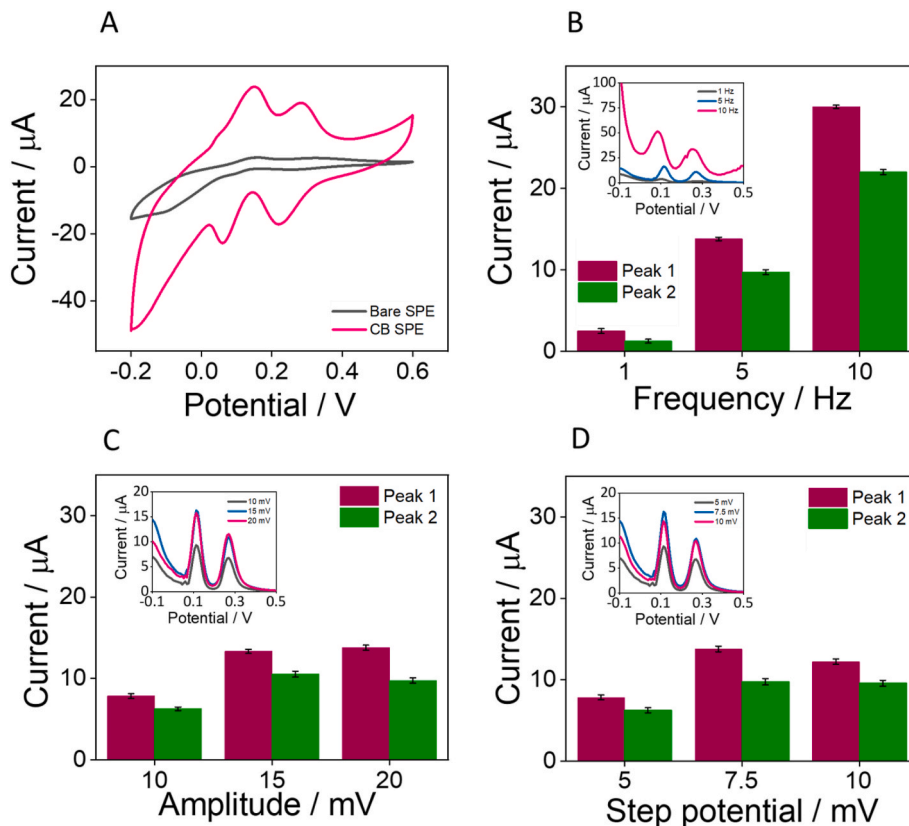 A
Current / µA
20
0
-20
-40
Bare SPE
CB SPE
-0.2 0.0 0.2 0.4 0.6
Potential / V
B
Current / µA
30
20
10
0
Current / µA
100
75
50
25
0
1 Hz
5 Hz
10 Hz
-0.1 0.1 0.3 0.5
Potential / V
Peak 1
Peak 2
1 5 10
Frequency / Hz
C
Current / µA
30
20
10
0
Current / µA
20
15
10
5
0
10 mV
15 mV
20 mV
-0.1 0.1 0.3 0.5
Potential / V
Peak 1
Peak 2
10 15 20
Amplitude / mV
D
Current / µA
30
20
10
0
Current / µA
20
15
10
5
0
5 mV
7.5 mV
10 mV
-0.1 0.1 0.3 0.5
Potential / V
Peak 1
Peak 2
5 7.5 10
Step potential / mV